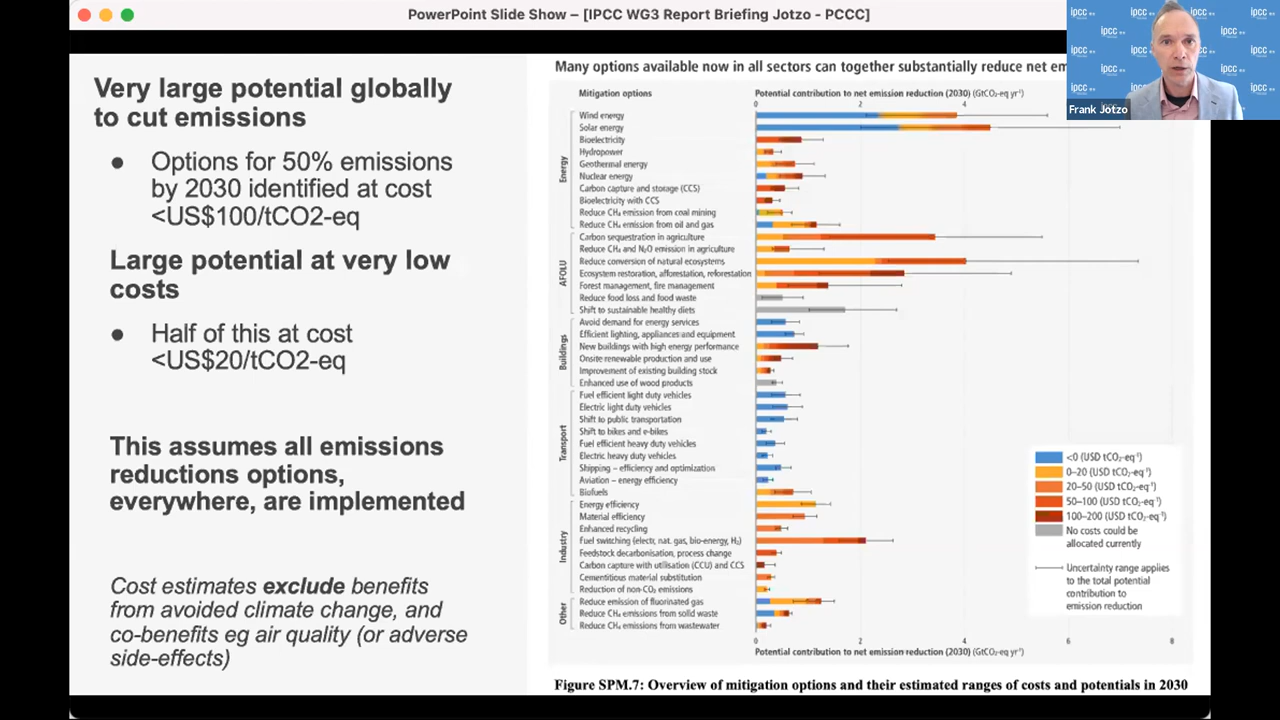 PowerPoint Slide Show – [IPCC WG3 Report Briefing Jotzo - PCCC]
Very large potential globally
to cut emissions
● Options for 50% emissions
by 2030 identified at cost
<US$100/tCO2-eq
Large potential at very low
costs
● Half of this at cost
<US$20/tCO2-eq
This assumes all emissions
reductions options,
everywhere, are implemented
Cost estimates exclude benefits
from avoided climate change, and
co-benefits eg air quality (or adverse
side-effects)
Many options available now in all sectors can together substantially reduce net em
Mitigation options
Potential contribution to net emission reduction (2030) (GtCO₂-eq yr⁻¹)
0 2 4
Energy
Wind energy
Solar energy
Bioelectricity
Hydropower
Geothermal energy
Nuclear energy
Carbon capture and storage (CCS)
Bioelectricity with CCS
Reduce CH₄ emission from coal mining
Reduce CH₄ emission from oil and gas
AFOLU
Carbon sequestration in agriculture
Reduce CH₄ and N₂O emission in agriculture
Reduce conversion of natural ecosystems
Ecosystem restoration, afforestation, reforestation
Forest management, fire management
Reduce food loss and food waste
Shift to sustainable healthy diets
Buildings
Avoid demand for energy services
Efficient lighting, appliances and equipment
New buildings with high energy performance
Onsite renewable production and use
Improvement of existing building stock
Enhanced use of wood products
Transport
Fuel efficient light duty vehicles
Electric light duty vehicles
Shift to public transportation
Shift to bikes and e-bikes
Fuel efficient heavy duty vehicles
Electric heavy duty vehicles
Shipping – efficiency and optimization
Aviation – energy efficiency
Biofuels
Industry
Energy efficiency
Material efficiency
Enhanced recycling
Fuel switching (electr, nat. gas, bio-energy, H₂)
Feedstock decarbonisation, process change
Carbon capture with utilisation (CCU) and CCS
Cementitious material substitution
Reduction of non-CO₂ emissions
Other
Reduce emission of fluorinated gas
Reduce CH₄ emissions from solid waste
Reduce CH₄ emissions from wastewater
0 2 4 6 8
Potential contribution to net emission reduction (2030) (GtCO₂-eq yr⁻¹)
<0 (USD tCO₂-eq⁻¹)
0–20 (USD tCO₂-eq⁻¹)
20–50 (USD tCO₂-eq⁻¹)
50–100 (USD tCO₂-eq⁻¹)
100–200 (USD tCO₂-eq⁻¹)
No costs could be
allocated currently
Uncertainty range applies
to the total potential
contribution to
emission reduction
Figure SPM.7: Overview of mitigation options and their estimated ranges of costs and potentials in 2030
ipcc
Frank Jotzo